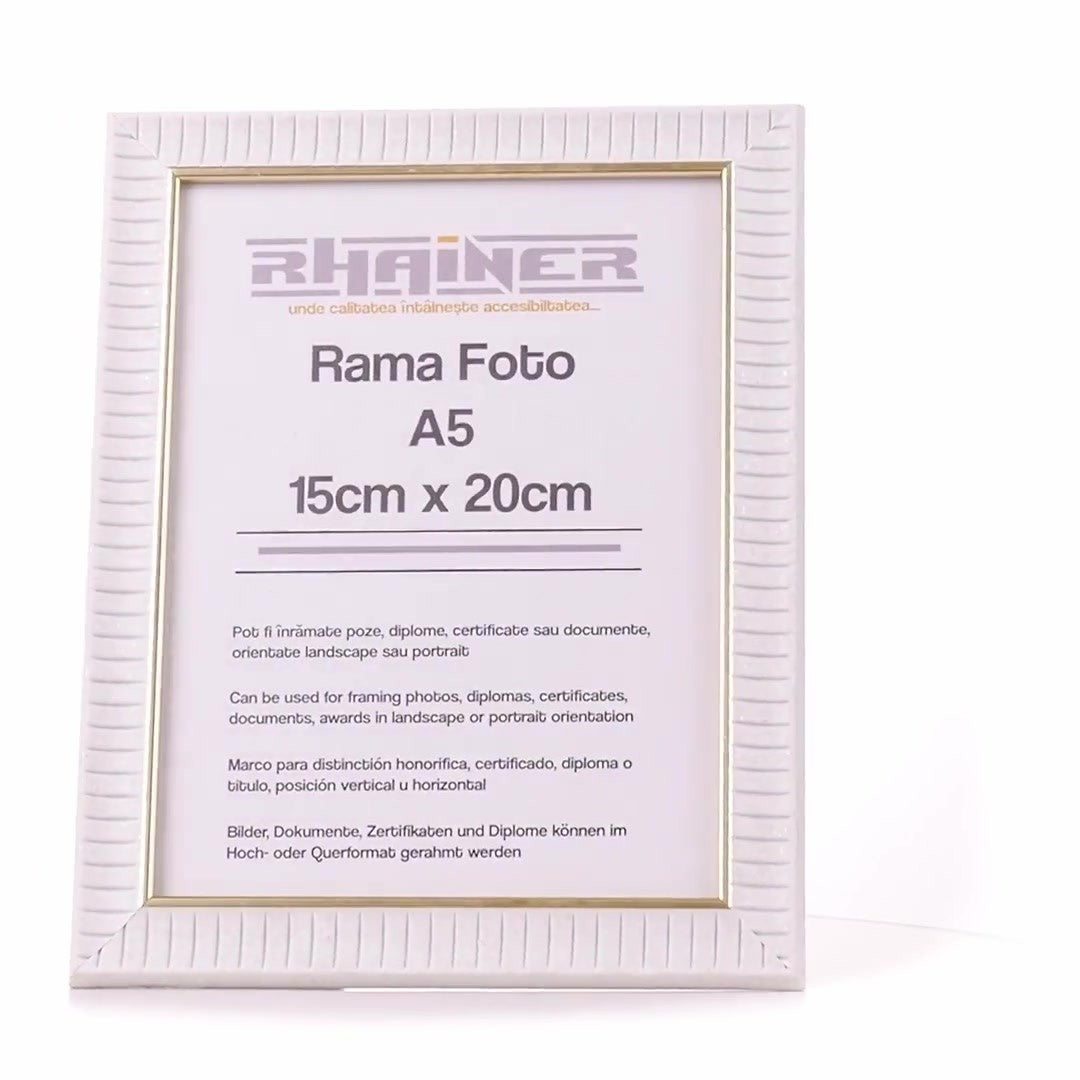 RHAINER
unde calitatea întâlnește accesibiltatea...
Rama Foto
A5
15cm x 20cm
Pot fi înrămate poze, diplome, certificate sau documente,
orientate landscape sau portrait
Can be used for framing photos, diplomas, certificates,
documents, awards in landscape or portrait orientation
Marco para distinctión honorifica, certificado, diploma o
título, posición vertical u horizontal
Bilder, Dokumente, Zertifikaten und Diplome können im
Hoch- oder Querformat gerahmt werden